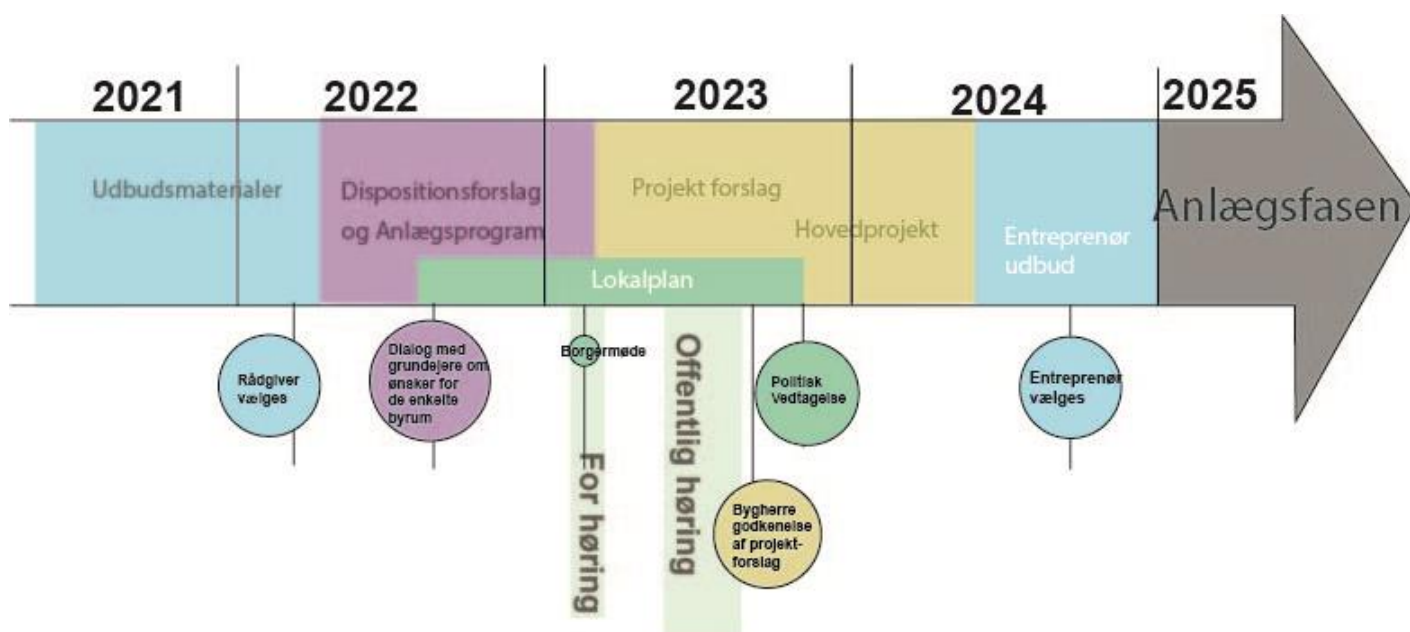 2021
2022
2023
2024
2025
Udbudsmaterialer
Dispositionsforslag
og Anlægsprogram
Projekt forslag
Hovedprojekt
Entreprenør
udbud
Anlægsfasen
Lokalplan
Rådgiver
vælges
Dialog med
grundejere om
ønsker for
de enkelte
byrum
Borgermøde
For høring
Offentlig høring
Bygherre
godkenelse
af projekt-
forslag
Politisk
Vedtagelse
Entreprenør
vælges